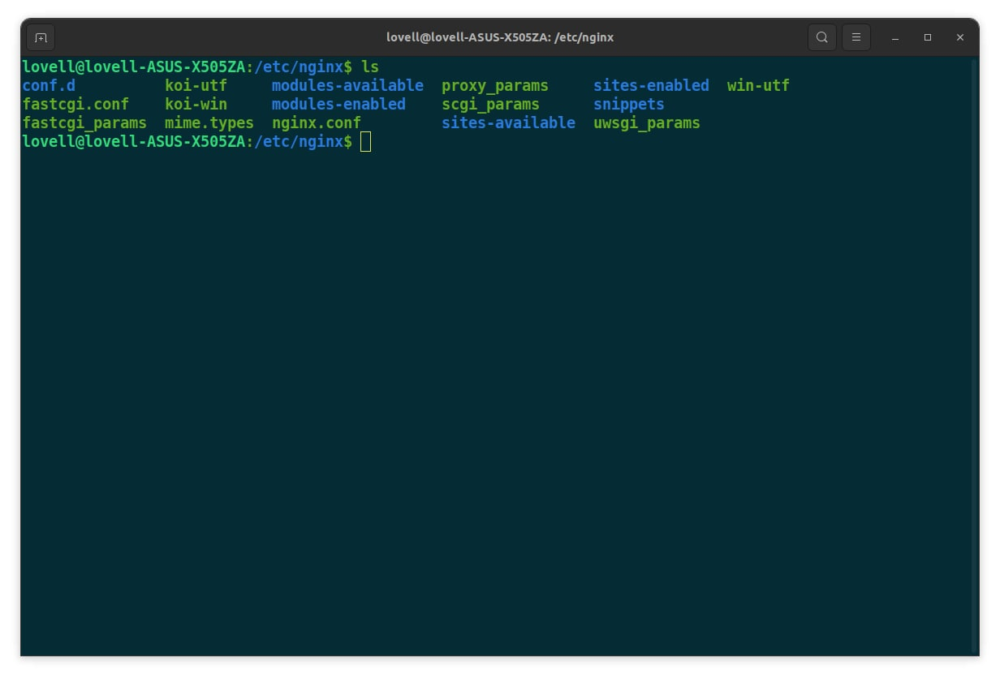 lovell@lovell-ASUS-X505ZA: /etc/nginx
lovell@lovell-ASUS-X505ZA:/etc/nginx$ ls
conf.d          koi-utf     modules-available  proxy_params     sites-enabled  win-utf
fastcgi.conf    koi-win     modules-enabled    scgi_params      snippets
fastcgi_params  mime.types  nginx.conf         sites-available  uwsgi_params
lovell@lovell-ASUS-X505ZA:/etc/nginx$